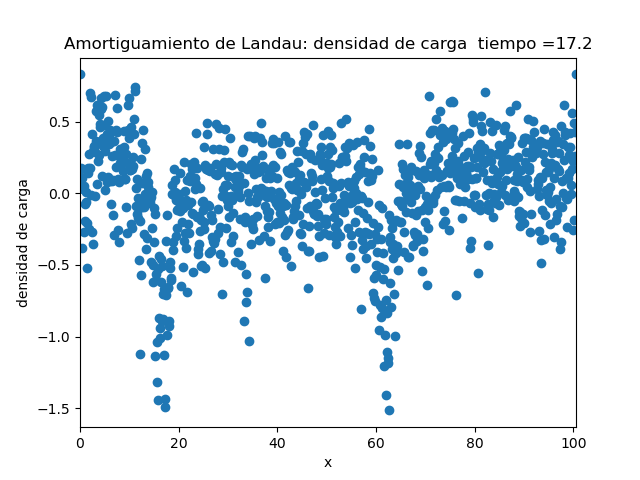 Amortiguamiento de Landau: densidad de carga  tiempo =17.2
densidad de carga
0.5
0.0
−0.5
−1.0
−1.5
0 20 40 60 80 100
x